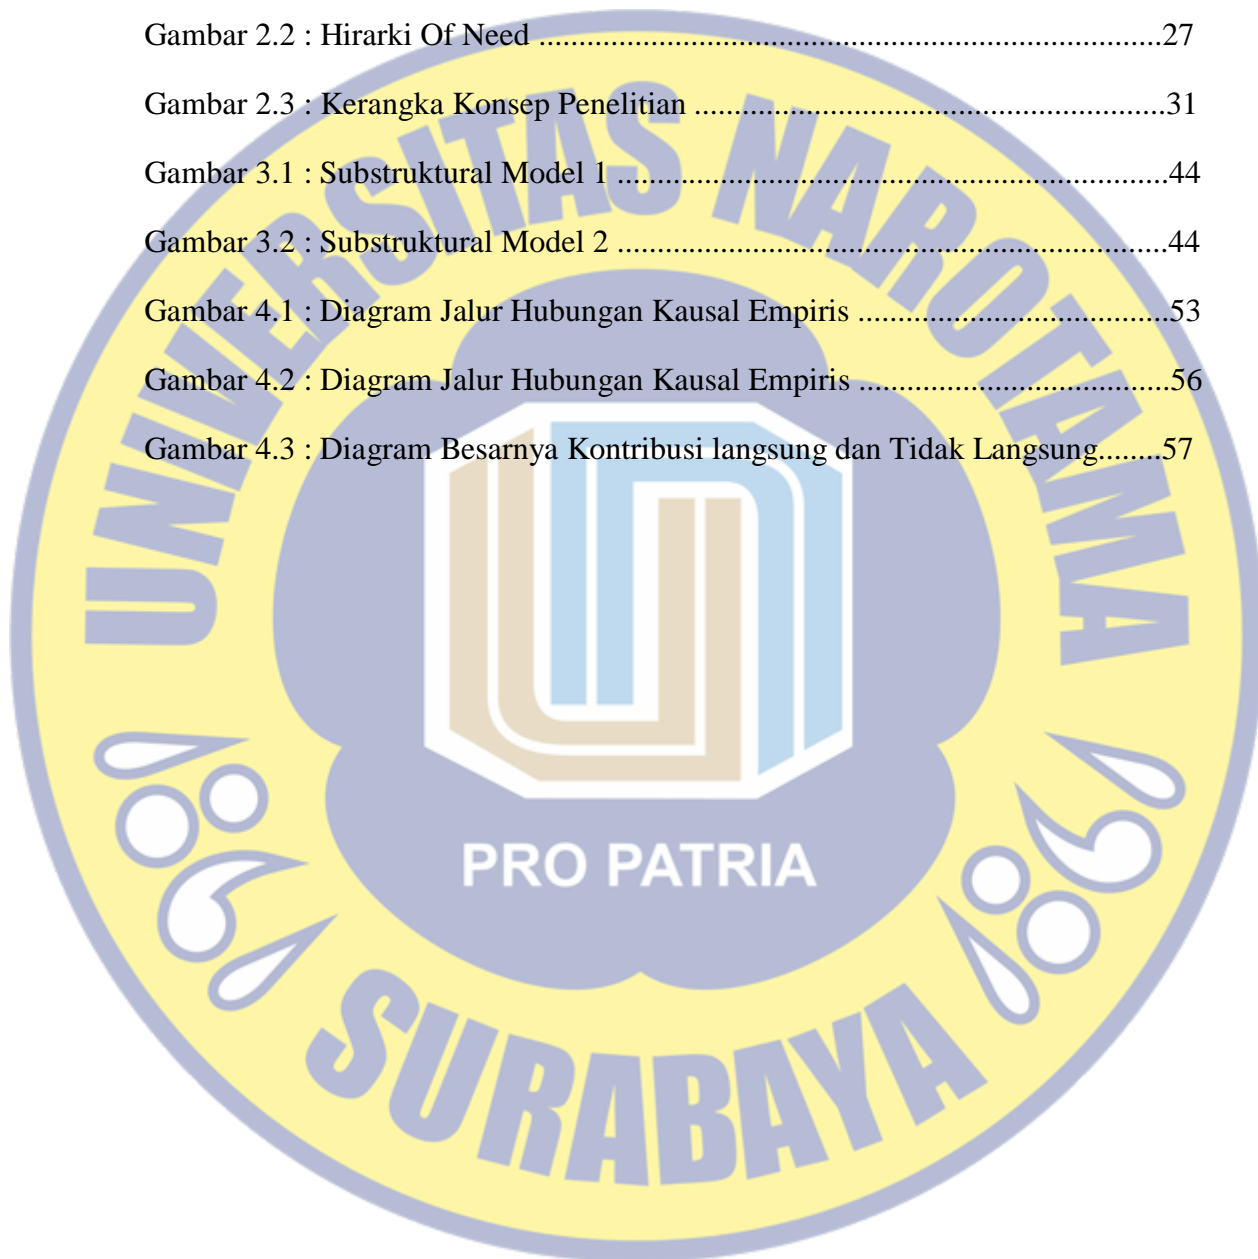 Gambar 2.2 : Hirarki Of Need ................................................................................27
Gambar 2.3 : Kerangka Konsep Penelitian ................................................................31
Gambar 3.1 : Substruktural Model 1 .......................................................................44
Gambar 3.2 : Substruktural Model 2 .......................................................................44
Gambar 4.1 : Diagram Jalur Hubungan Kausal Empiris ........................................53
Gambar 4.2 : Diagram Jalur Hubungan Kausal Empiris ........................................56
Gambar 4.3 : Diagram Besarnya Kontribusi langsung dan Tidak Langsung........57
UNIVERSITAS NAROTAMA
PRO PATRIA
SURABAYA